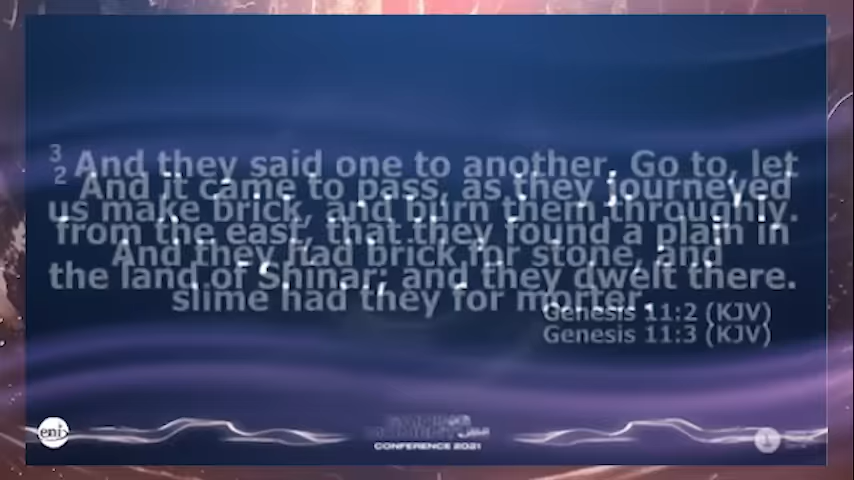 3 And they said one to another, Go to, let
2 And it came to pass, as they journeyed
us make brick, and burn them throughly.
from the east, that they found a plain in
And they had brick for stone, and
the land of Shinar; and they dwelt there.
slime had they for morter.
Genesis 11:2 (KJV)
Genesis 11:3 (KJV)
eni
CONFERENCE 2021